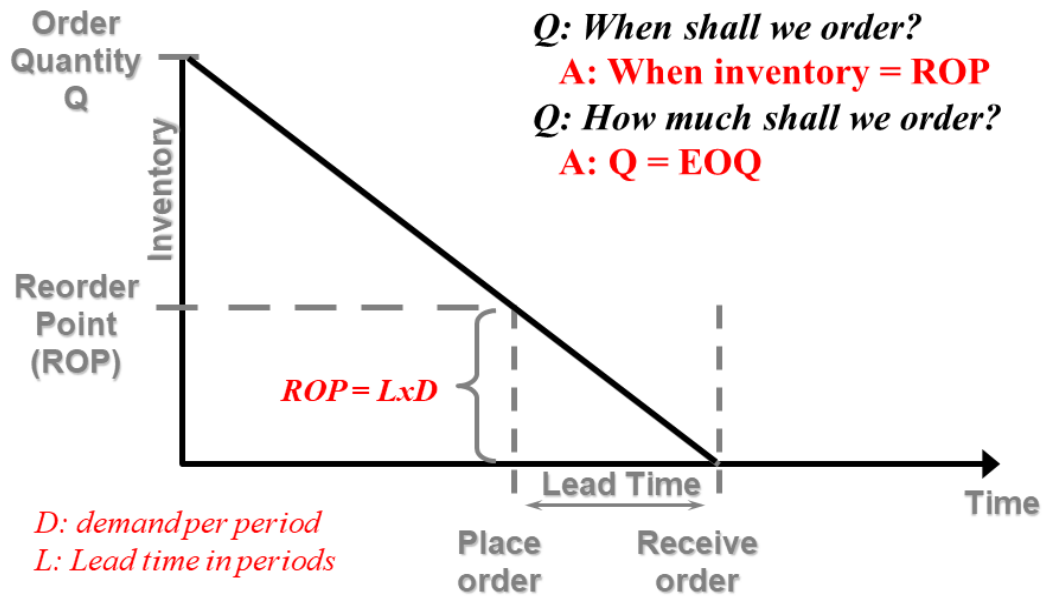 Order
Quantity
Q
Inventory
Q: When shall we order?
A: When inventory = ROP
Q: How much shall we order?
A: Q = EOQ
Reorder
Point
(ROP)
ROP = LxD
Lead Time
Time
D: demand per period
L: Lead time in periods
Place
order
Receive
order